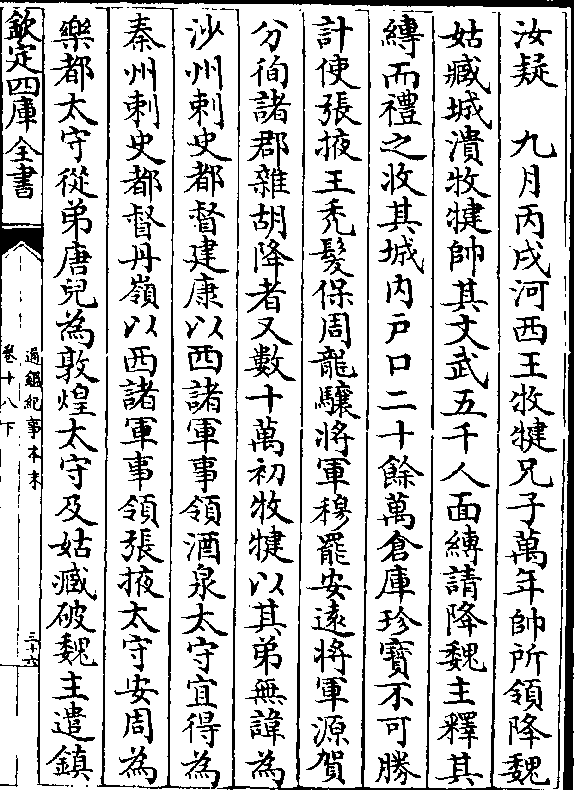 汝疑　九月丙戌河西王牧犍兄子萬年帥所領降魏
姑臧城潰牧犍帥其文武五千人面縛請降魏主釋其
縛而禮之收其城内戸口二十餘萬倉庫珍寶不可勝
計使張掖王禿髮保周龍驤將軍穆罷安遠將軍源賀
分徇諸郡雜胡降者又數十萬初牧犍以其弟無諱為
沙州刺史都督建康以西諸軍事領酒泉太守宜得為
秦州刺史都督丹嶺以西諸軍事領張掖太守安周為
樂都太守從弟唐兒為敦煌太守及姑臧破魏主遣鎮
欽定四庫全書
通鑑紀事本末
卷十八下
三十六